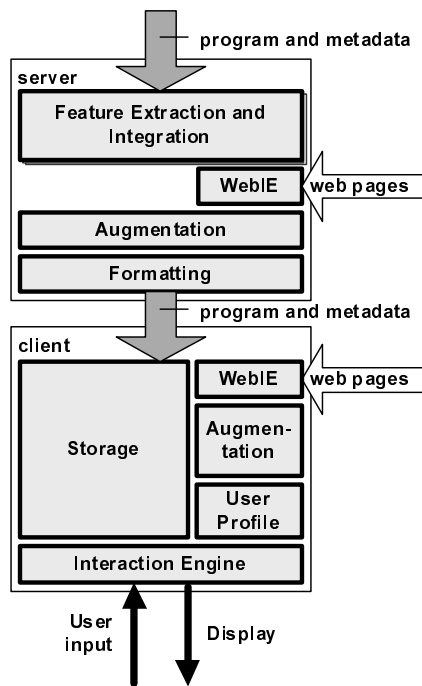 program and metadata
server
Feature Extraction and
Integration
WebIE
web pages
Augmentation
Formatting
program and metadata
client
WebIE
web pages
Storage
Augmen-
tation
User
Profile
Interaction Engine
User
input
Display